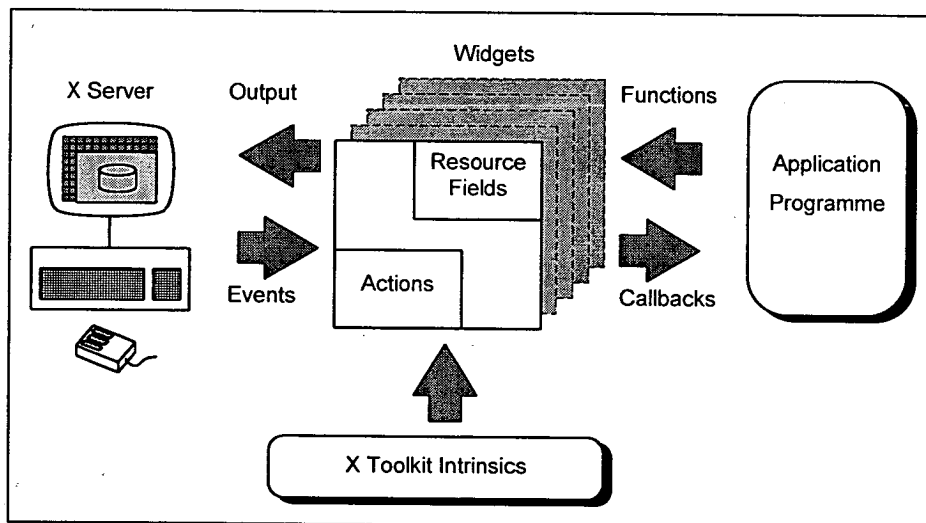 Widgets
X Server
Output
Functions
Resource
Fields
Application
Programme
Events
Actions
Callbacks
X Toolkit Intrinsics